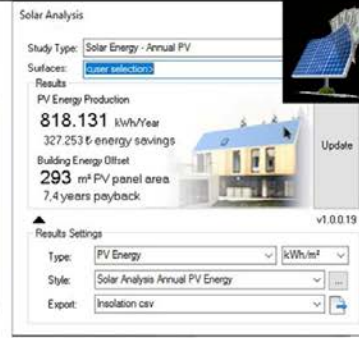 Solar Analysis
Study Type: Solar Energy - Annual PV
Surfaces: <user selection>
Results
PV Energy Production
818.131 kWh/Year
327.253 ₺ energy savings
Building Energy Offset
293 m² PV panel area
7,4 years payback
Update
v1.0.0.19
Results Settings
Type: PV Energy kWh/m²
Style: Solar Analysis Annual PV Energy ...
Export: Insolation csv